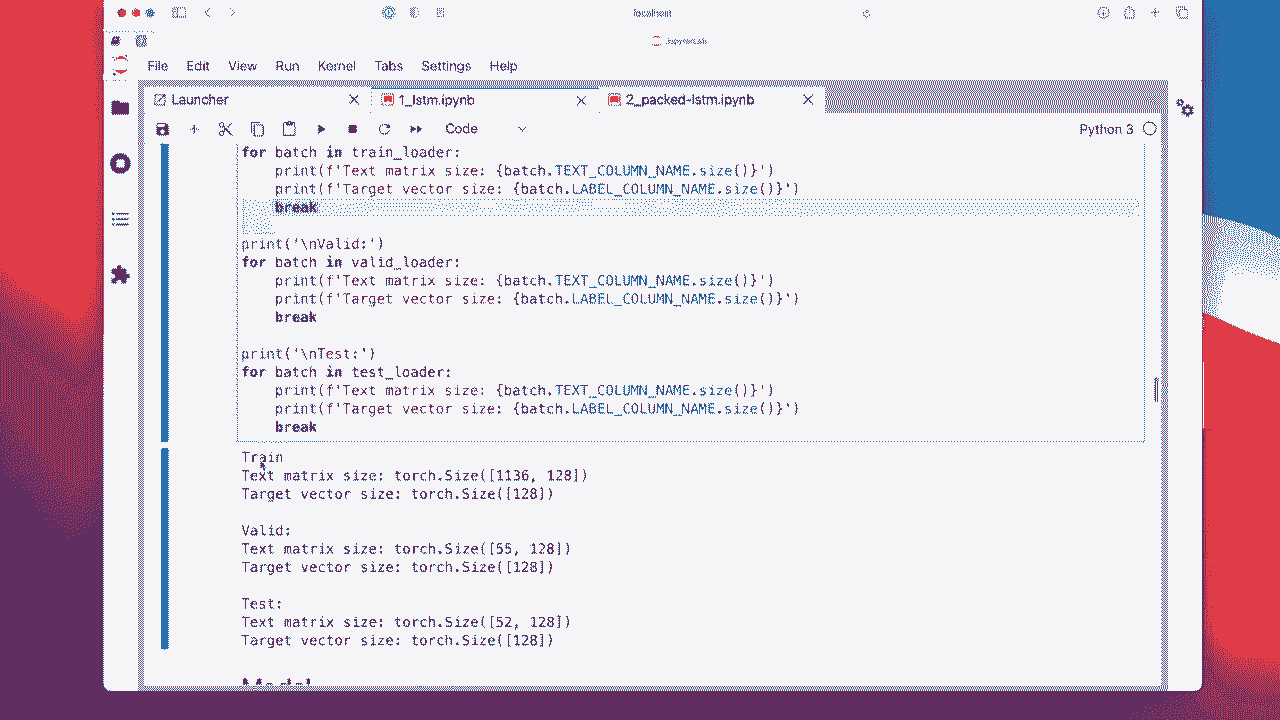 localhost
JupyterLab
File Edit View Run Kernel Tabs Settings Help
Launcher 1_lstm.ipynb 2_packed-lstm.ipynb
Code Python 3
for batch in train_loader:
print(f'Text matrix size: {batch.TEXT_COLUMN_NAME.size()}')
print(f'Target vector size: {batch.LABEL_COLUMN_NAME.size()}')
break
print('\nValid:')
for batch in valid_loader:
print(f'Text matrix size: {batch.TEXT_COLUMN_NAME.size()}')
print(f'Target vector size: {batch.LABEL_COLUMN_NAME.size()}')
break
print('\nTest:')
for batch in test_loader:
print(f'Text matrix size: {batch.TEXT_COLUMN_NAME.size()}')
print(f'Target vector size: {batch.LABEL_COLUMN_NAME.size()}')
break
Train
Text matrix size: torch.Size([1136, 128])
Target vector size: torch.Size([128])
Valid:
Text matrix size: torch.Size([55, 128])
Target vector size: torch.Size([128])
Test:
Text matrix size: torch.Size([52, 128])
Target vector size: torch.Size([128])